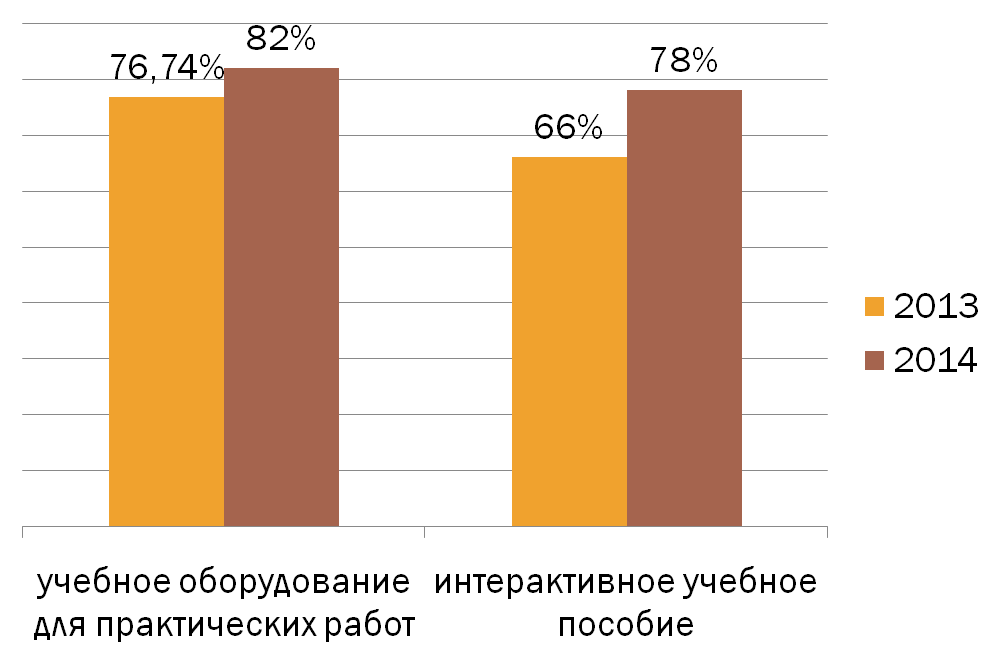 82%
76,74%
78%
66%
2013
2014
учебное оборудование
для практических работ
интерактивное учебное
пособие